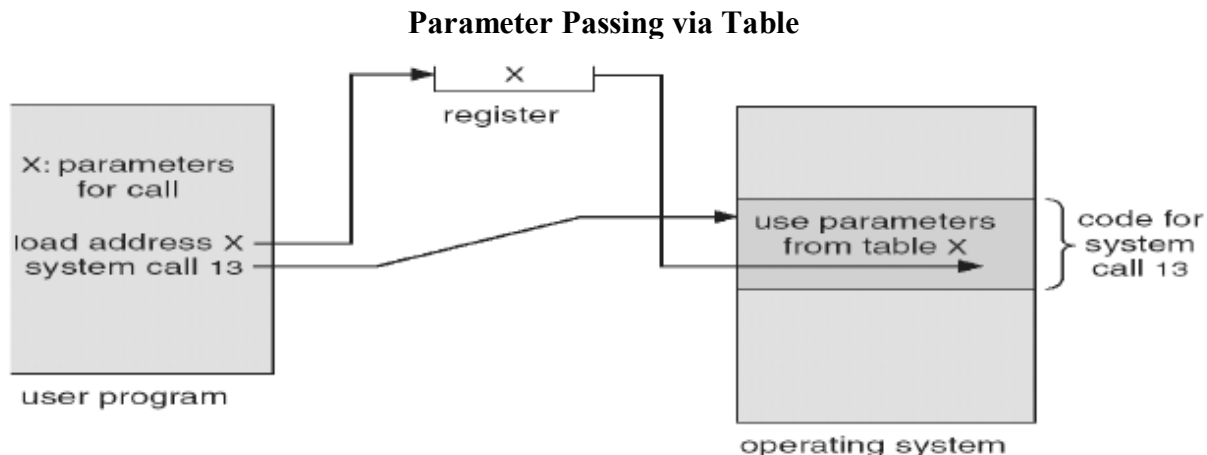 Parameter Passing via Table
X
register
X: parameters
for call
load address X
system call 13
user program
use parameters
from table X
code for
system
call 13
operating system